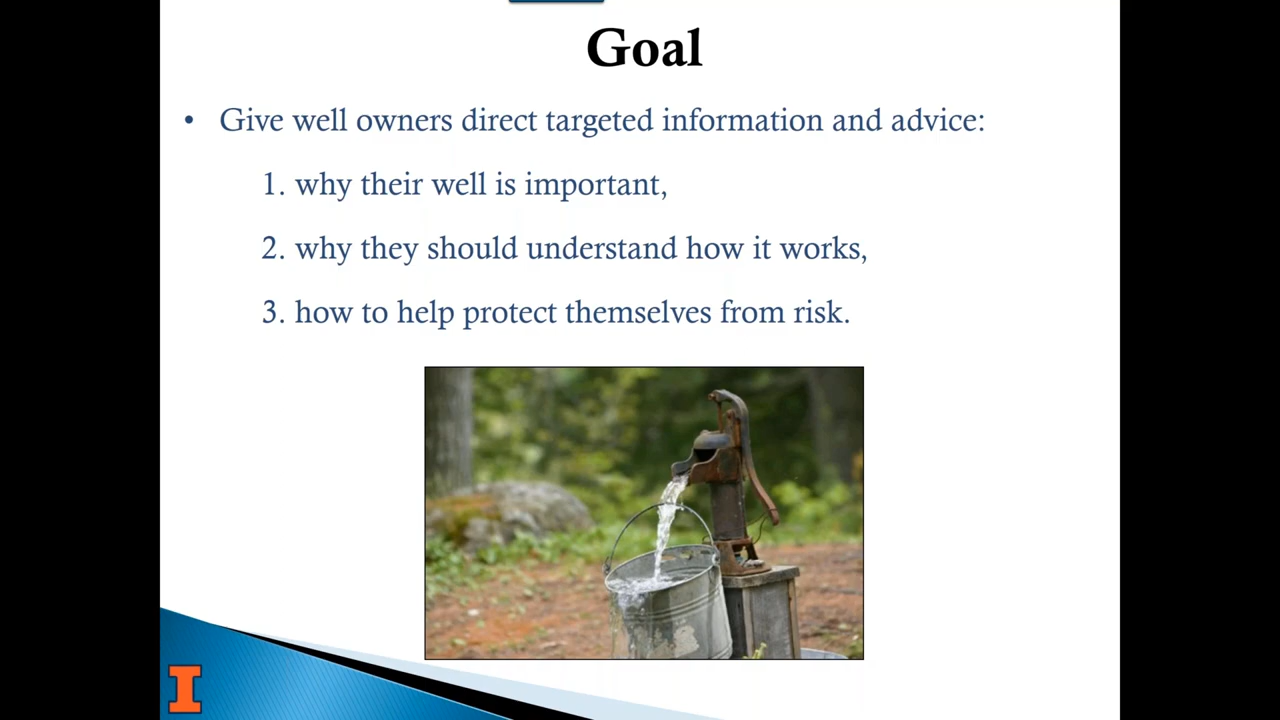 Goal
• Give well owners direct targeted information and advice:
1. why their well is important,
2. why they should understand how it works,
3. how to help protect themselves from risk.
I